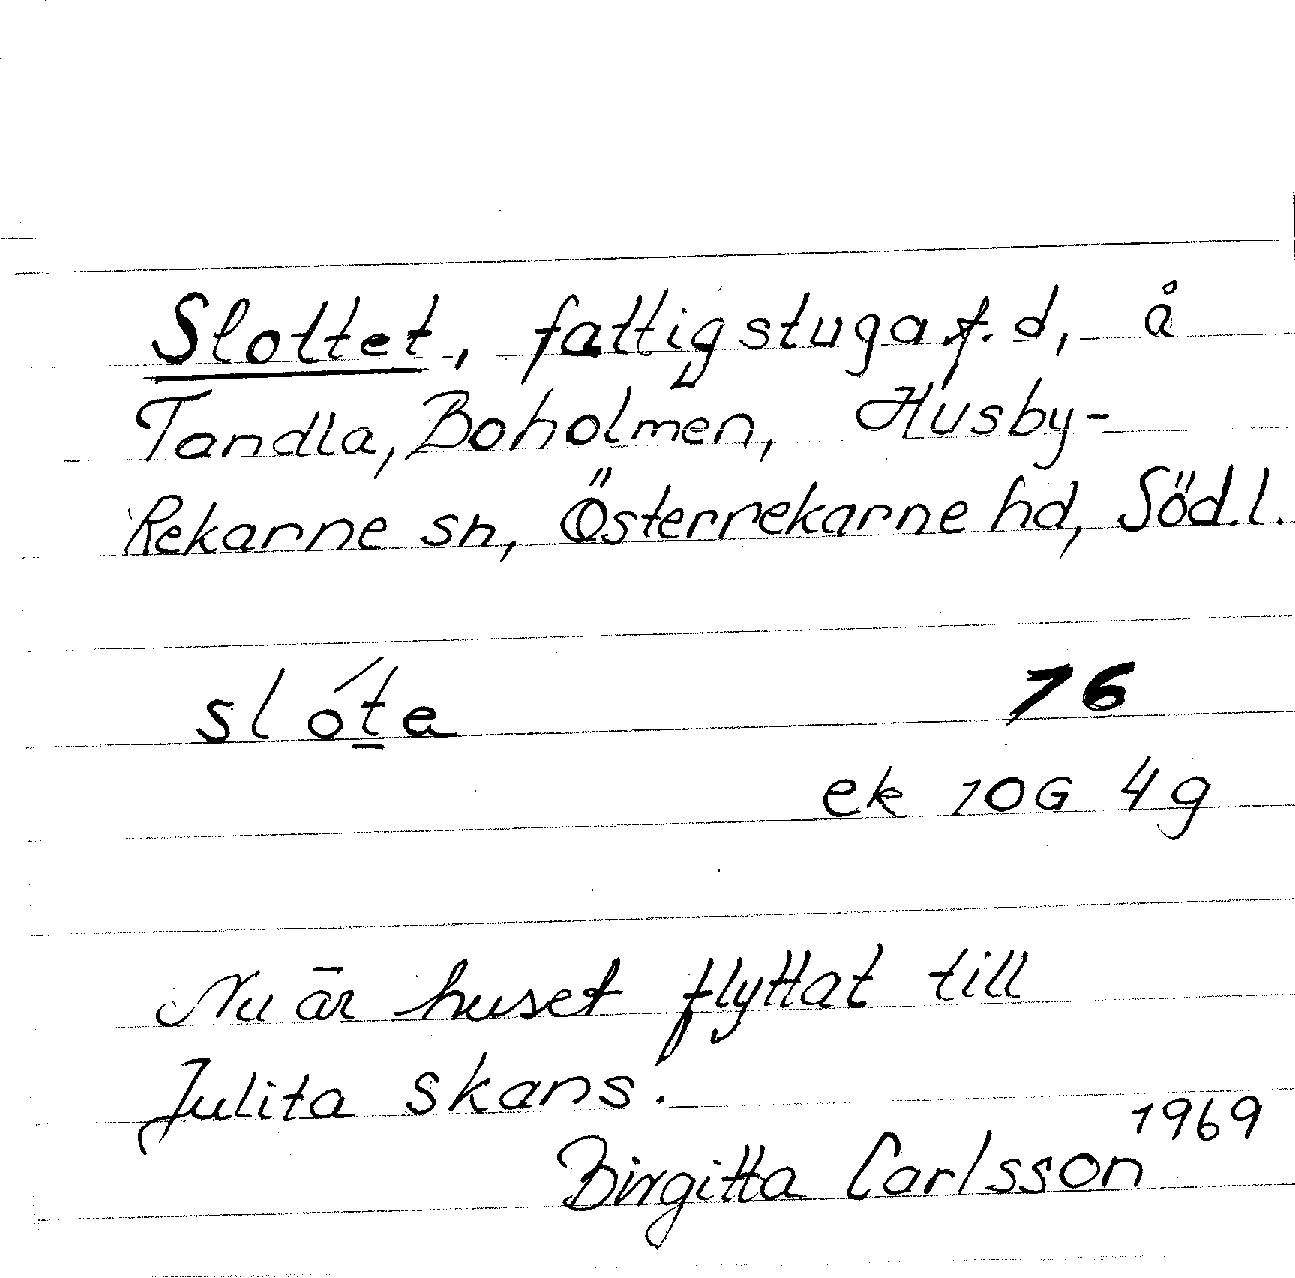 Slottet, fattigstuga f.d, å
Tandla, Boholmen, Husby-
Rekarne sn, Österrekarne hd, Söd.l.
slóte
76
ek 10G 4g
Nu är huset flyttat till
Julita skans.
1969
Birgitta Carlsson